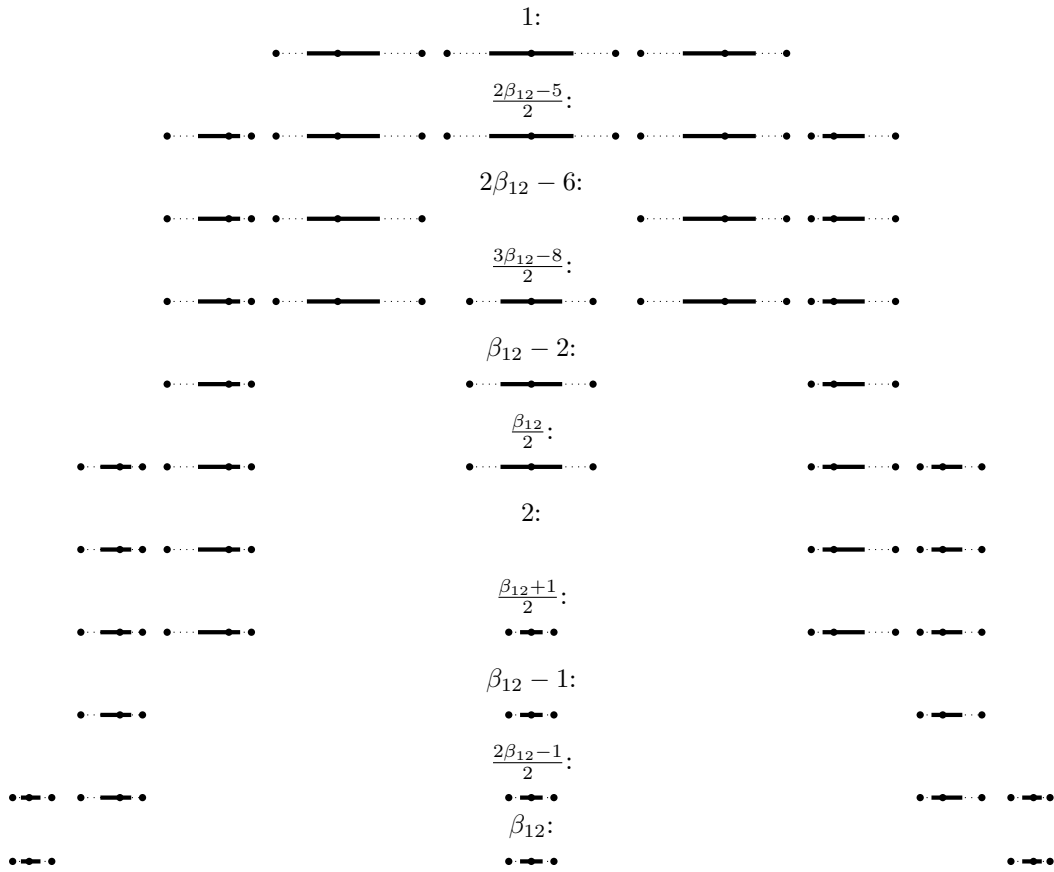 1:
\frac{2\beta_{12}-5}{2}:
2\beta_{12} - 6:
\frac{3\beta_{12}-8}{2}:
\beta_{12} - 2:
\frac{\beta_{12}}{2}:
2:
\frac{\beta_{12}+1}{2}:
\beta_{12} - 1:
\frac{2\beta_{12}-1}{2}:
\beta_{12}: